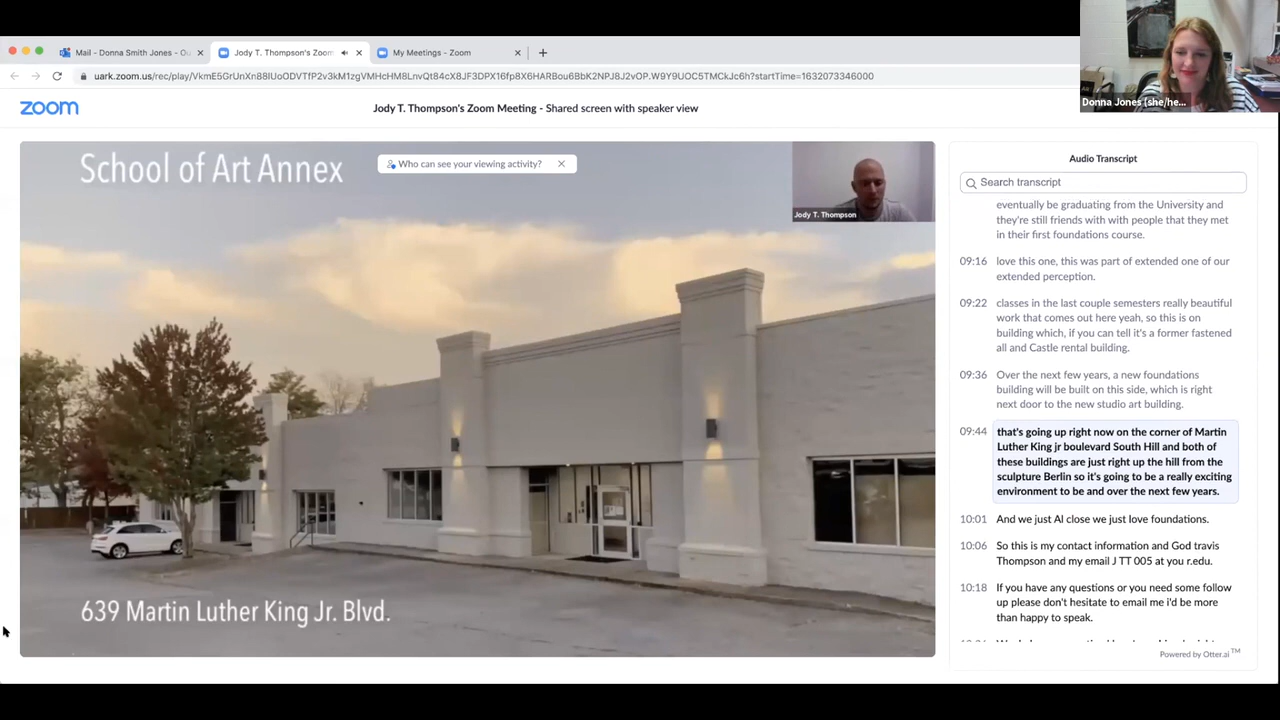 Mail - Donna Smith Jones - Ou
Jody T. Thompson's Zoom
My Meetings - Zoom
uark.zoom.us/rec/play/VkmE5GrUnXn88IUoODVTfP2v3kM1zgVMHcHM8LnvQt84cX8JF3DPX16fp8X6HARBou6BbK2NPJ8J2vOP.W9Y9UOC5TMCkJc6h?startTime=1632073346000
Donna Jones (she/he...
zoom
Jody T. Thompson's Zoom Meeting - Shared screen with speaker view
School of Art Annex
Who can see your viewing activity?
Jody T. Thompson
639 Martin Luther King Jr. Blvd.
Audio Transcript
Search transcript
eventually be graduating from the University and
they're still friends with with people that they met
in their first foundations course.
09:16 love this one, this was part of extended one of our
extended perception.
09:22 classes in the last couple semesters really beautiful
work that comes out here yeah, so this is on
building which, if you can tell it's a former fastened
all and Castle rental building.
09:36 Over the next few years, a new foundations
building will be built on this side, which is right
next door to the new studio art building.
09:44 that's going up right now on the corner of Martin
Luther King jr boulevard South Hill and both of
these buildings are just right up the hill from the
sculpture Berlin so it's going to be a really exciting
environment to be and over the next few years.
10:01 And we just Al close we just love foundations.
10:06 So this is my contact information and God travis
Thompson and my email J TT 005 at you r.edu.
10:18 If you have any questions or you need some follow
up please don't hesitate to email me i'd be more
than happy to speak.
Powered by Otter.ai TM